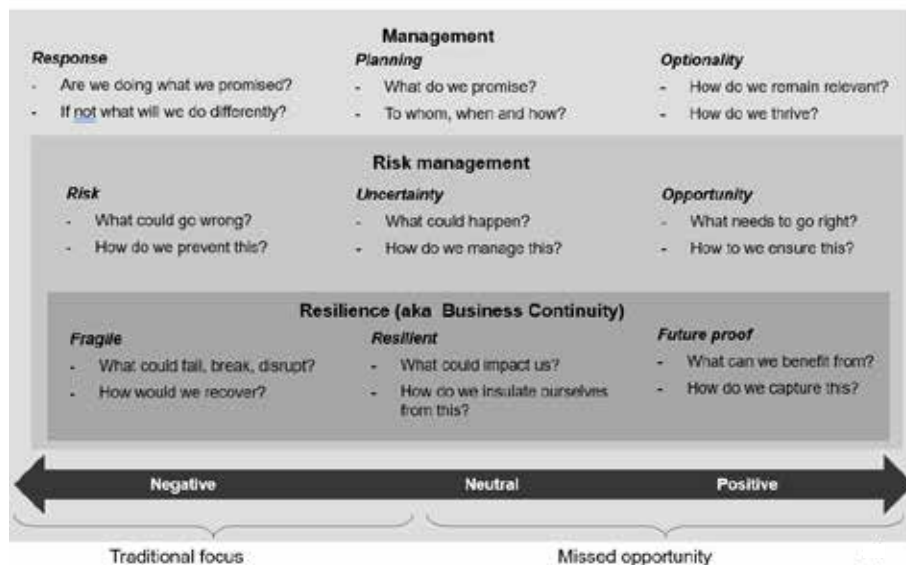 Management
Response
- Are we doing what we promised?
- If not what will we do differently?
Planning
- What do we promise?
- To whom, when and how?
Optionality
- How do we remain relevant?
- How do we thrive?
Risk management
Risk
- What could go wrong?
- How do we prevent this?
Uncertainty
- What could happen?
- How do we manage this?
Opportunity
- What needs to go right?
- How to we ensure this?
Resilience (aka Business Continuity)
Fragile
- What could fail, break, disrupt?
- How would we recover?
Resilient
- What could impact us?
- How do we insulate ourselves
from this?
Future proof
- What can we benefit from?
- How do we capture this?
Negative
Neutral
Positive
Traditional focus
Missed opportunity